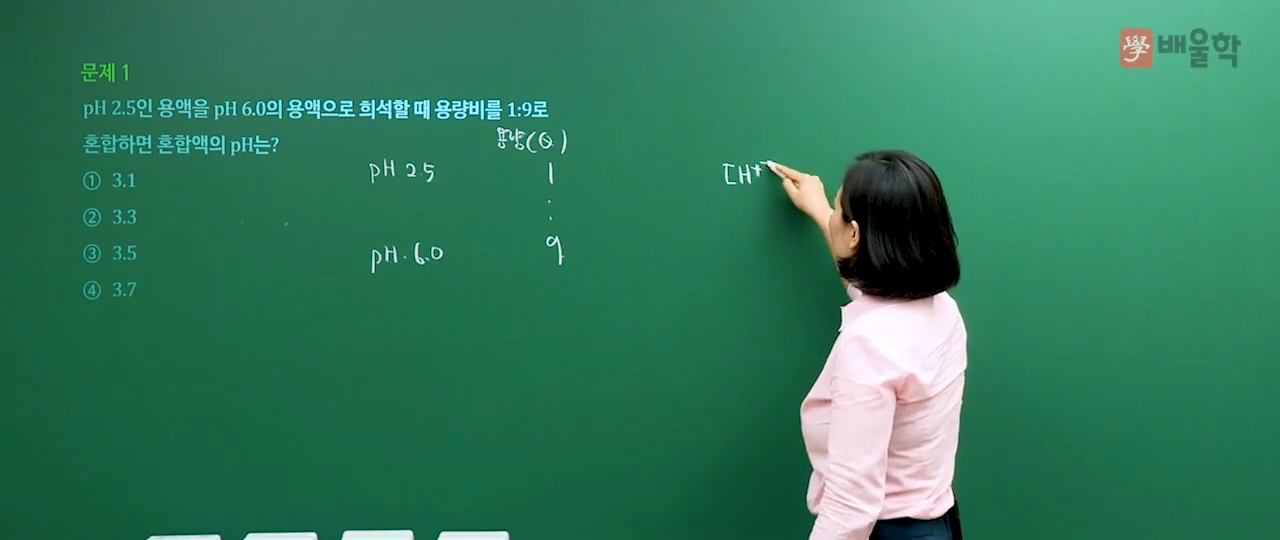 學 배울학
문제 1
pH 2.5인 용액을 pH 6.0의 용액으로 희석할 때 용량비를 1:9로
혼합하면 혼합액의 pH는?
① 3.1
② 3.3
③ 3.5
④ 3.7
용량(Q)
pH 2.5 1
:
pH. 6.0 9
[H+]